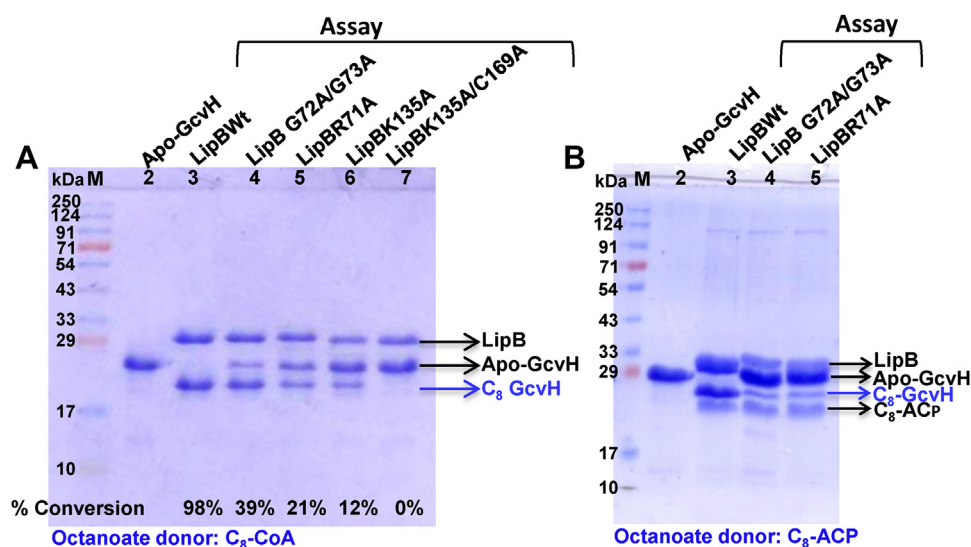 Assay
Apo-GcvH
LipBWt
LipB G72A/G73A
LipBR71A
LipBK135A
LipBK135A/C169A
A
kDa M 2 3 4 5 6 7
250
124
91
71
54
43
33
29
17
10
LipB
Apo-GcvH
C₈ GcvH
% Conversion 98% 39% 21% 12% 0%
Octanoate donor: C₈-CoA
Assay
Apo-GcvH
LipBWt
LipB G72A/G73A
LipBR71A
B
kDa M 2 3 4 5
250
124
91
71
54
43
33
29
17
10
LipB
Apo-GcvH
C₈-GcvH
C₈-ACP
Octanoate donor: C₈-ACP